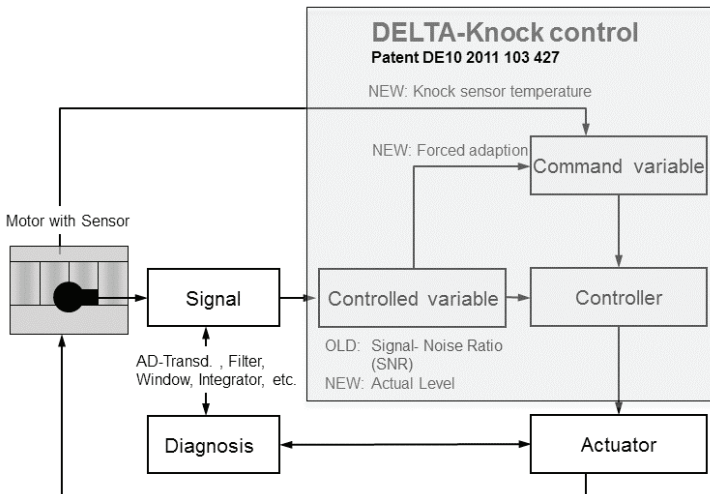 DELTA-Knock control
Patent DE10 2011 103 427
NEW: Knock sensor temperature
NEW: Forced adaption
Command variable
Motor with Sensor
Signal
Controlled variable
Controller
OLD: Signal- Noise Ratio
(SNR)
NEW: Actual Level
AD-Transd. , Filter,
Window, Integrator, etc.
Diagnosis
Actuator